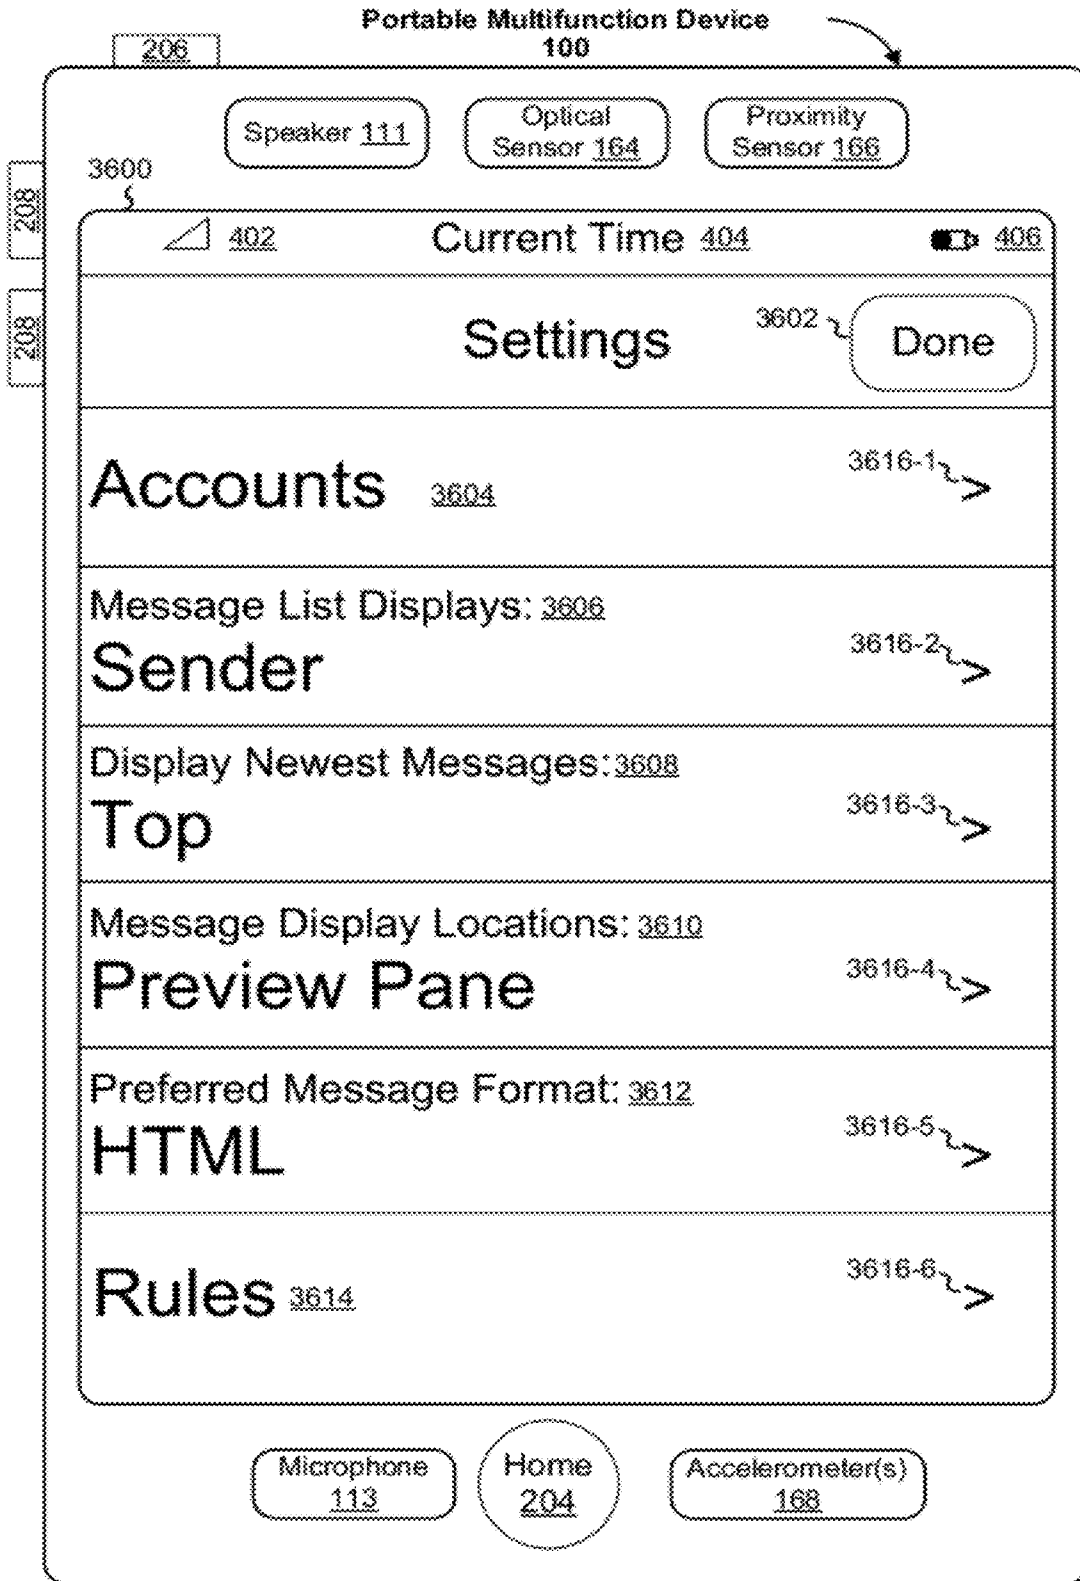 Portable Multifunction Device
100
206
Speaker 111
Optical
Sensor 164
Proximity
Sensor 166
208
208
3600
402
Current Time 404
406
Settings
3602
Done
Accounts 3604
3616-1
>
Message List Displays: 3606
Sender
3616-2
>
Display Newest Messages: 3608
Top
3616-3
>
Message Display Locations: 3610
Preview Pane
3616-4
>
Preferred Message Format: 3612
HTML
3616-5
>
Rules 3614
3616-6
>
Microphone
113
Home
204
Accelerometer(s)
168